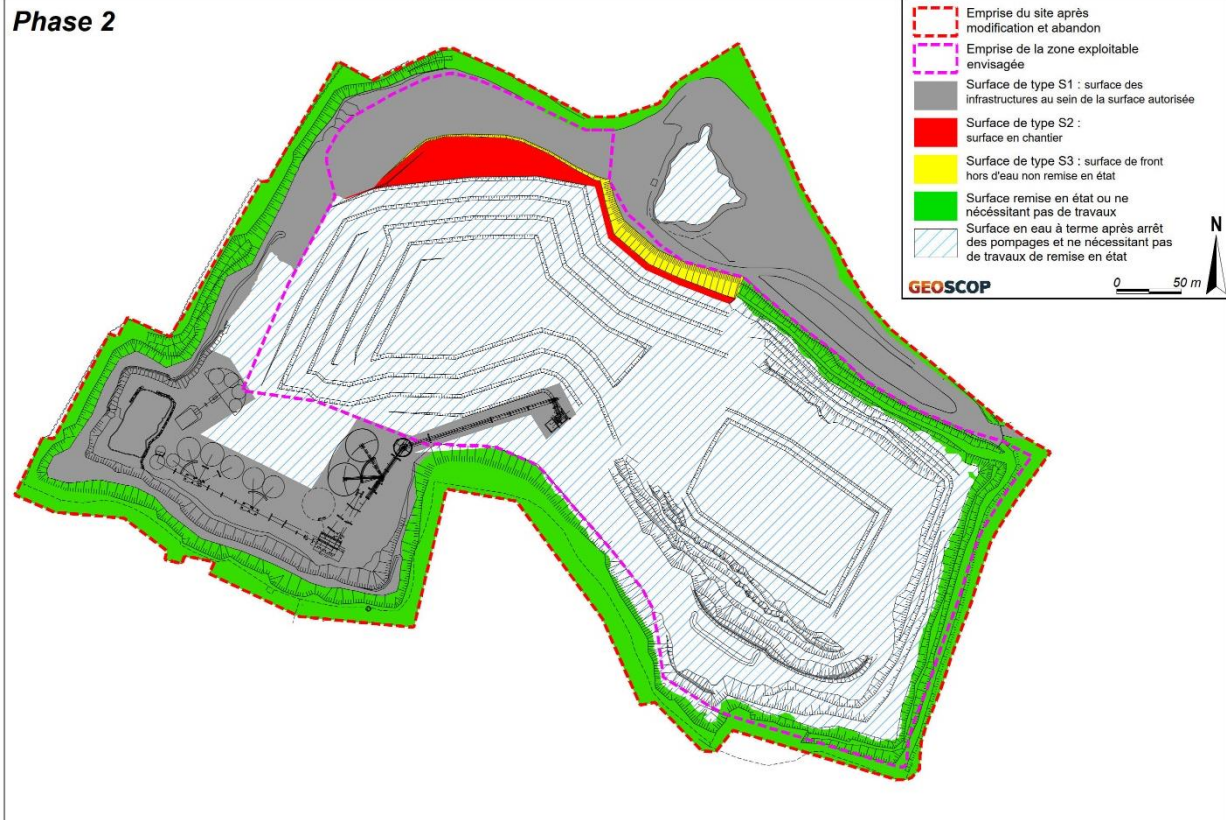 Phase 2
Emprise du site après
modification et abandon
Emprise de la zone exploitable
envisagée
Surface de type S1 : surface des
infrastructures au sein de la surface autorisée
Surface de type S2 :
surface en chantier
Surface de type S3 : surface de front
hors d'eau non remise en état
Surface remise en état ou ne
nécéssitant pas de travaux
Surface en eau à terme après arrêt
des pompages et ne nécessitant pas
de travaux de remise en état
N
GEOSCOP
0 50 m